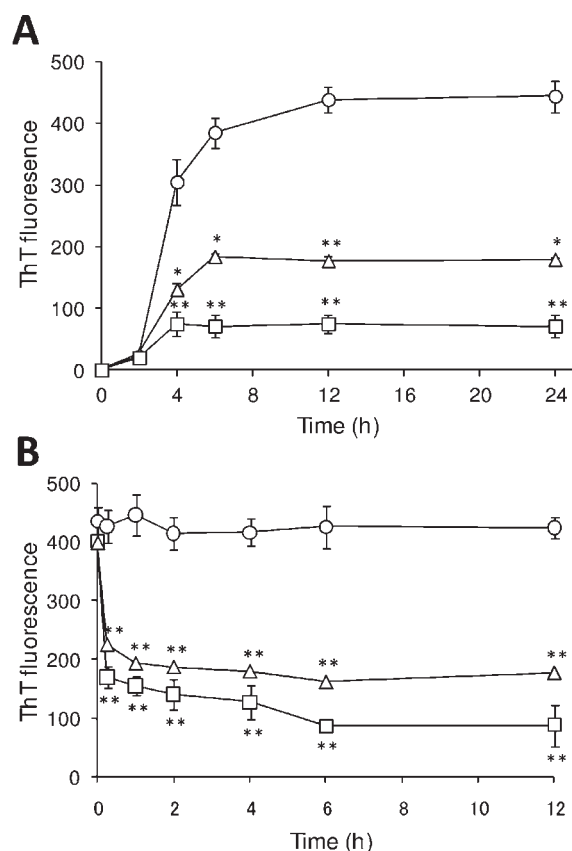 A
500
400
300
200
100
0
ThT fluoresence
* * ** *
** ** ** **
0 4 8 12 16 20 24
Time (h)
B
500
400
300
200
100
0
ThT fluorescence
** ** ** ** ** **
** ** ** ** ** **
0 2 4 6 8 10 12
Time (h)